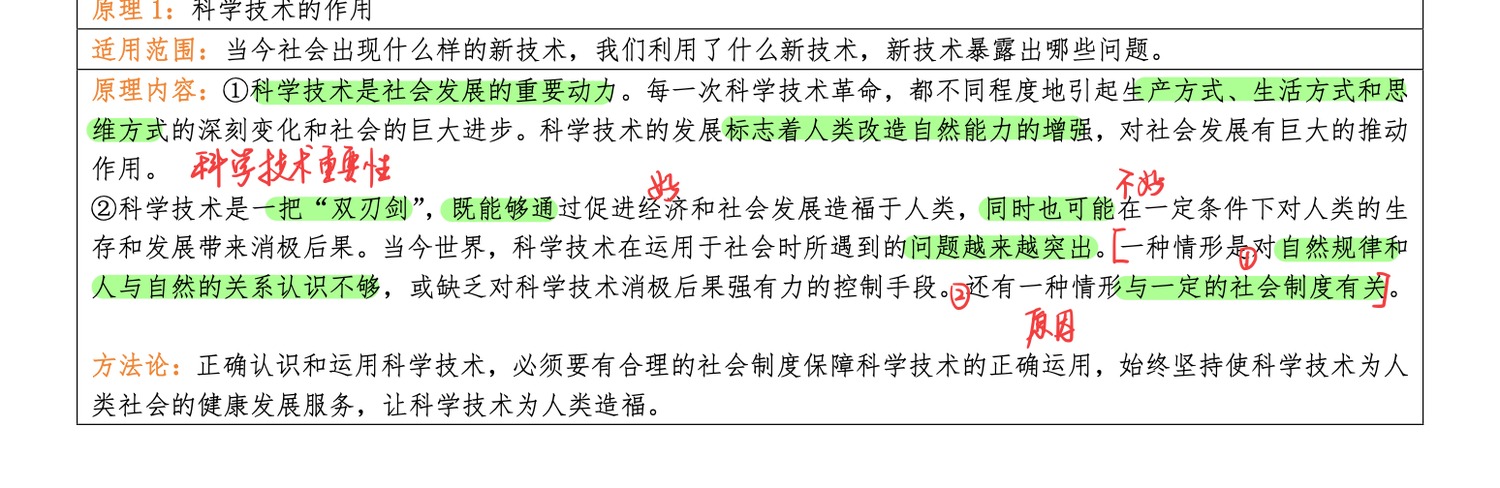 原理 1：科学技术的作用
适用范围：当今社会出现什么样的新技术，我们利用了什么新技术，新技术暴露出哪些问题。
原理内容：①科学技术是社会发展的重要动力。每一次科学技术革命，都不同程度地引起生产方式、生活方式和思
维方式的深刻变化和社会的巨大进步。科学技术的发展标志着人类改造自然能力的增强，对社会发展有巨大的推动
作用。 科学技术重要性
好 不好
②科学技术是一把“双刃剑”，既能够通过促进经济和社会发展造福于人类，同时也可能在一定条件下对人类的生
存和发展带来消极后果。当今世界，科学技术在运用于社会时所遇到的问题越来越突出。[一种情形是①对自然规律和
人与自然的关系认识不够，或缺乏对科学技术消极后果强有力的控制手段。②还有一种情形与一定的社会制度有关]。
原因
方法论：正确认识和运用科学技术，必须要有合理的社会制度保障科学技术的正确运用，始终坚持使科学技术为人
类社会的健康发展服务，让科学技术为人类造福。